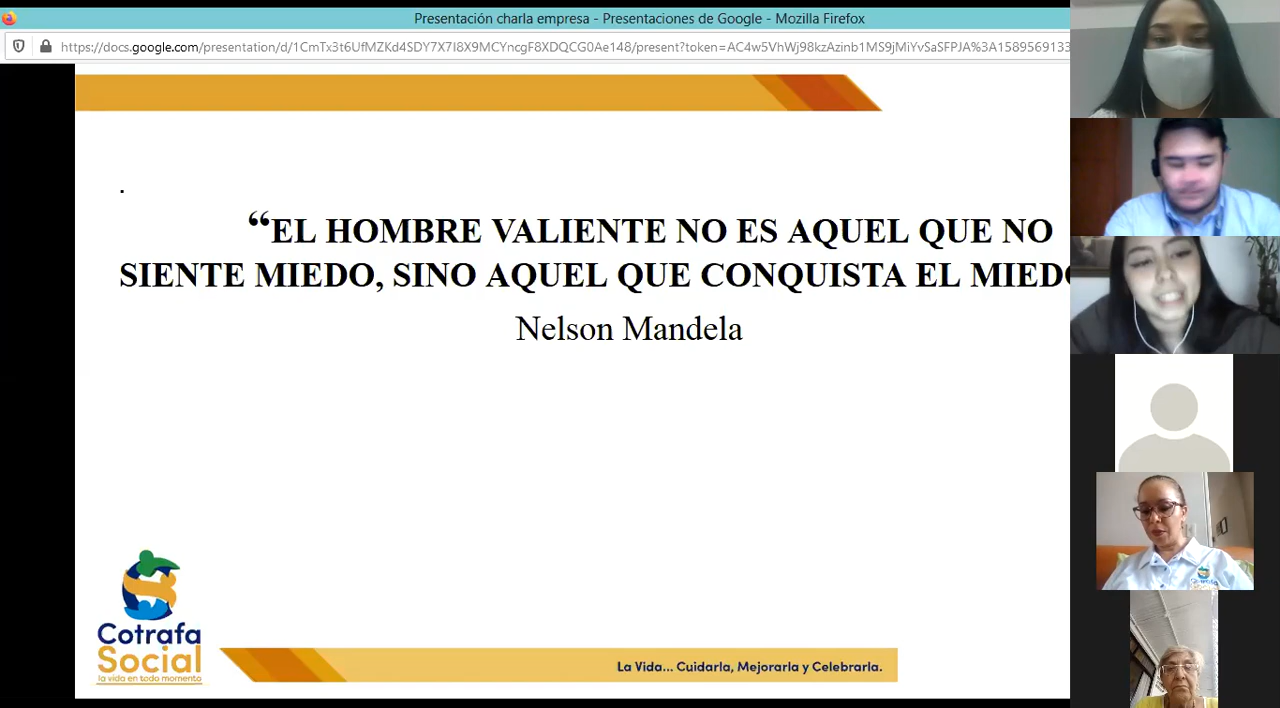 Presentación charla empresa - Presentaciones de Google - Mozilla Firefox
https://docs.google.com/presentation/d/1CmTx3t6UfMZKd4SDY7X7I8X9MCYncgF8XDQCG0Ae148/present?token=AC4w5VhWj98kzAzinb1MS9jMiYvSaSFPJA%3A1589569133
.
“EL HOMBRE VALIENTE NO ES AQUEL QUE NO
SIENTE MIEDO, SINO AQUEL QUE CONQUISTA EL MIEDO
Nelson Mandela
Cotrafa
Social
la vida en todo momento
La Vida... Cuidarla, Mejorarla y Celebrarla.